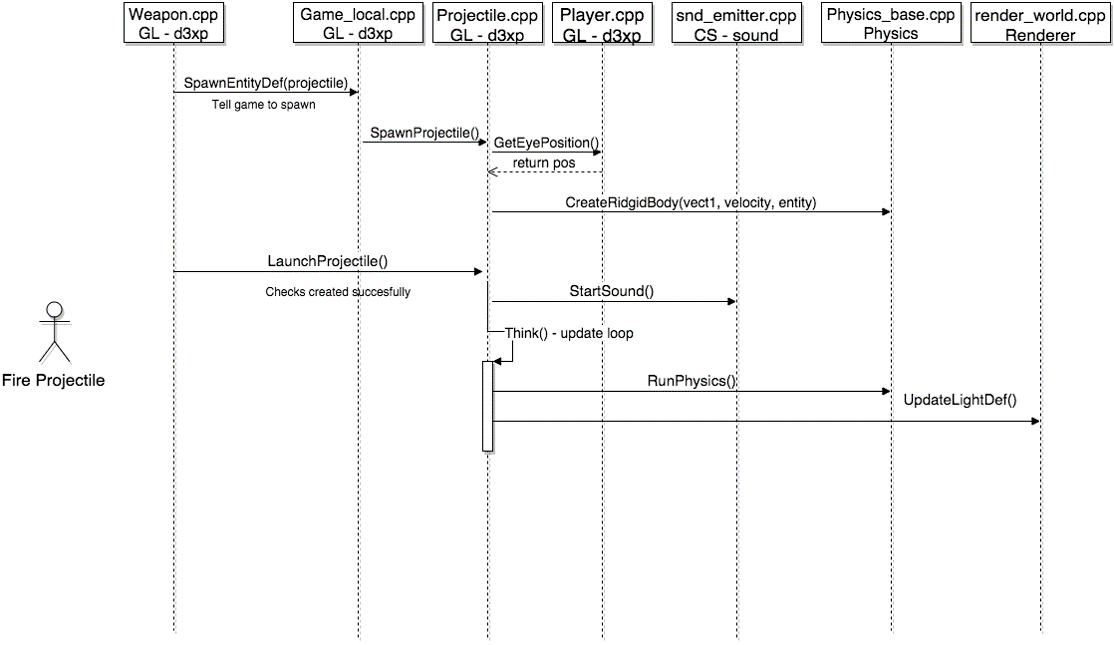 Weapon.cpp
GL - d3xp
Game_local.cpp
GL - d3xp
Projectile.cpp
GL - d3xp
Player.cpp
GL - d3xp
snd_emitter.cpp
CS - sound
Physics_base.cpp
Physics
render_world.cpp
Renderer
SpawnEntityDef(projectile)
Tell game to spawn
SpawnProjectile()
GetEyePosition()
return pos
CreateRidgidBody(vect1, velocity, entity)
LaunchProjectile()
Checks created succesfully
StartSound()
Think() - update loop
Fire Projectile
RunPhysics()
UpdateLightDef()